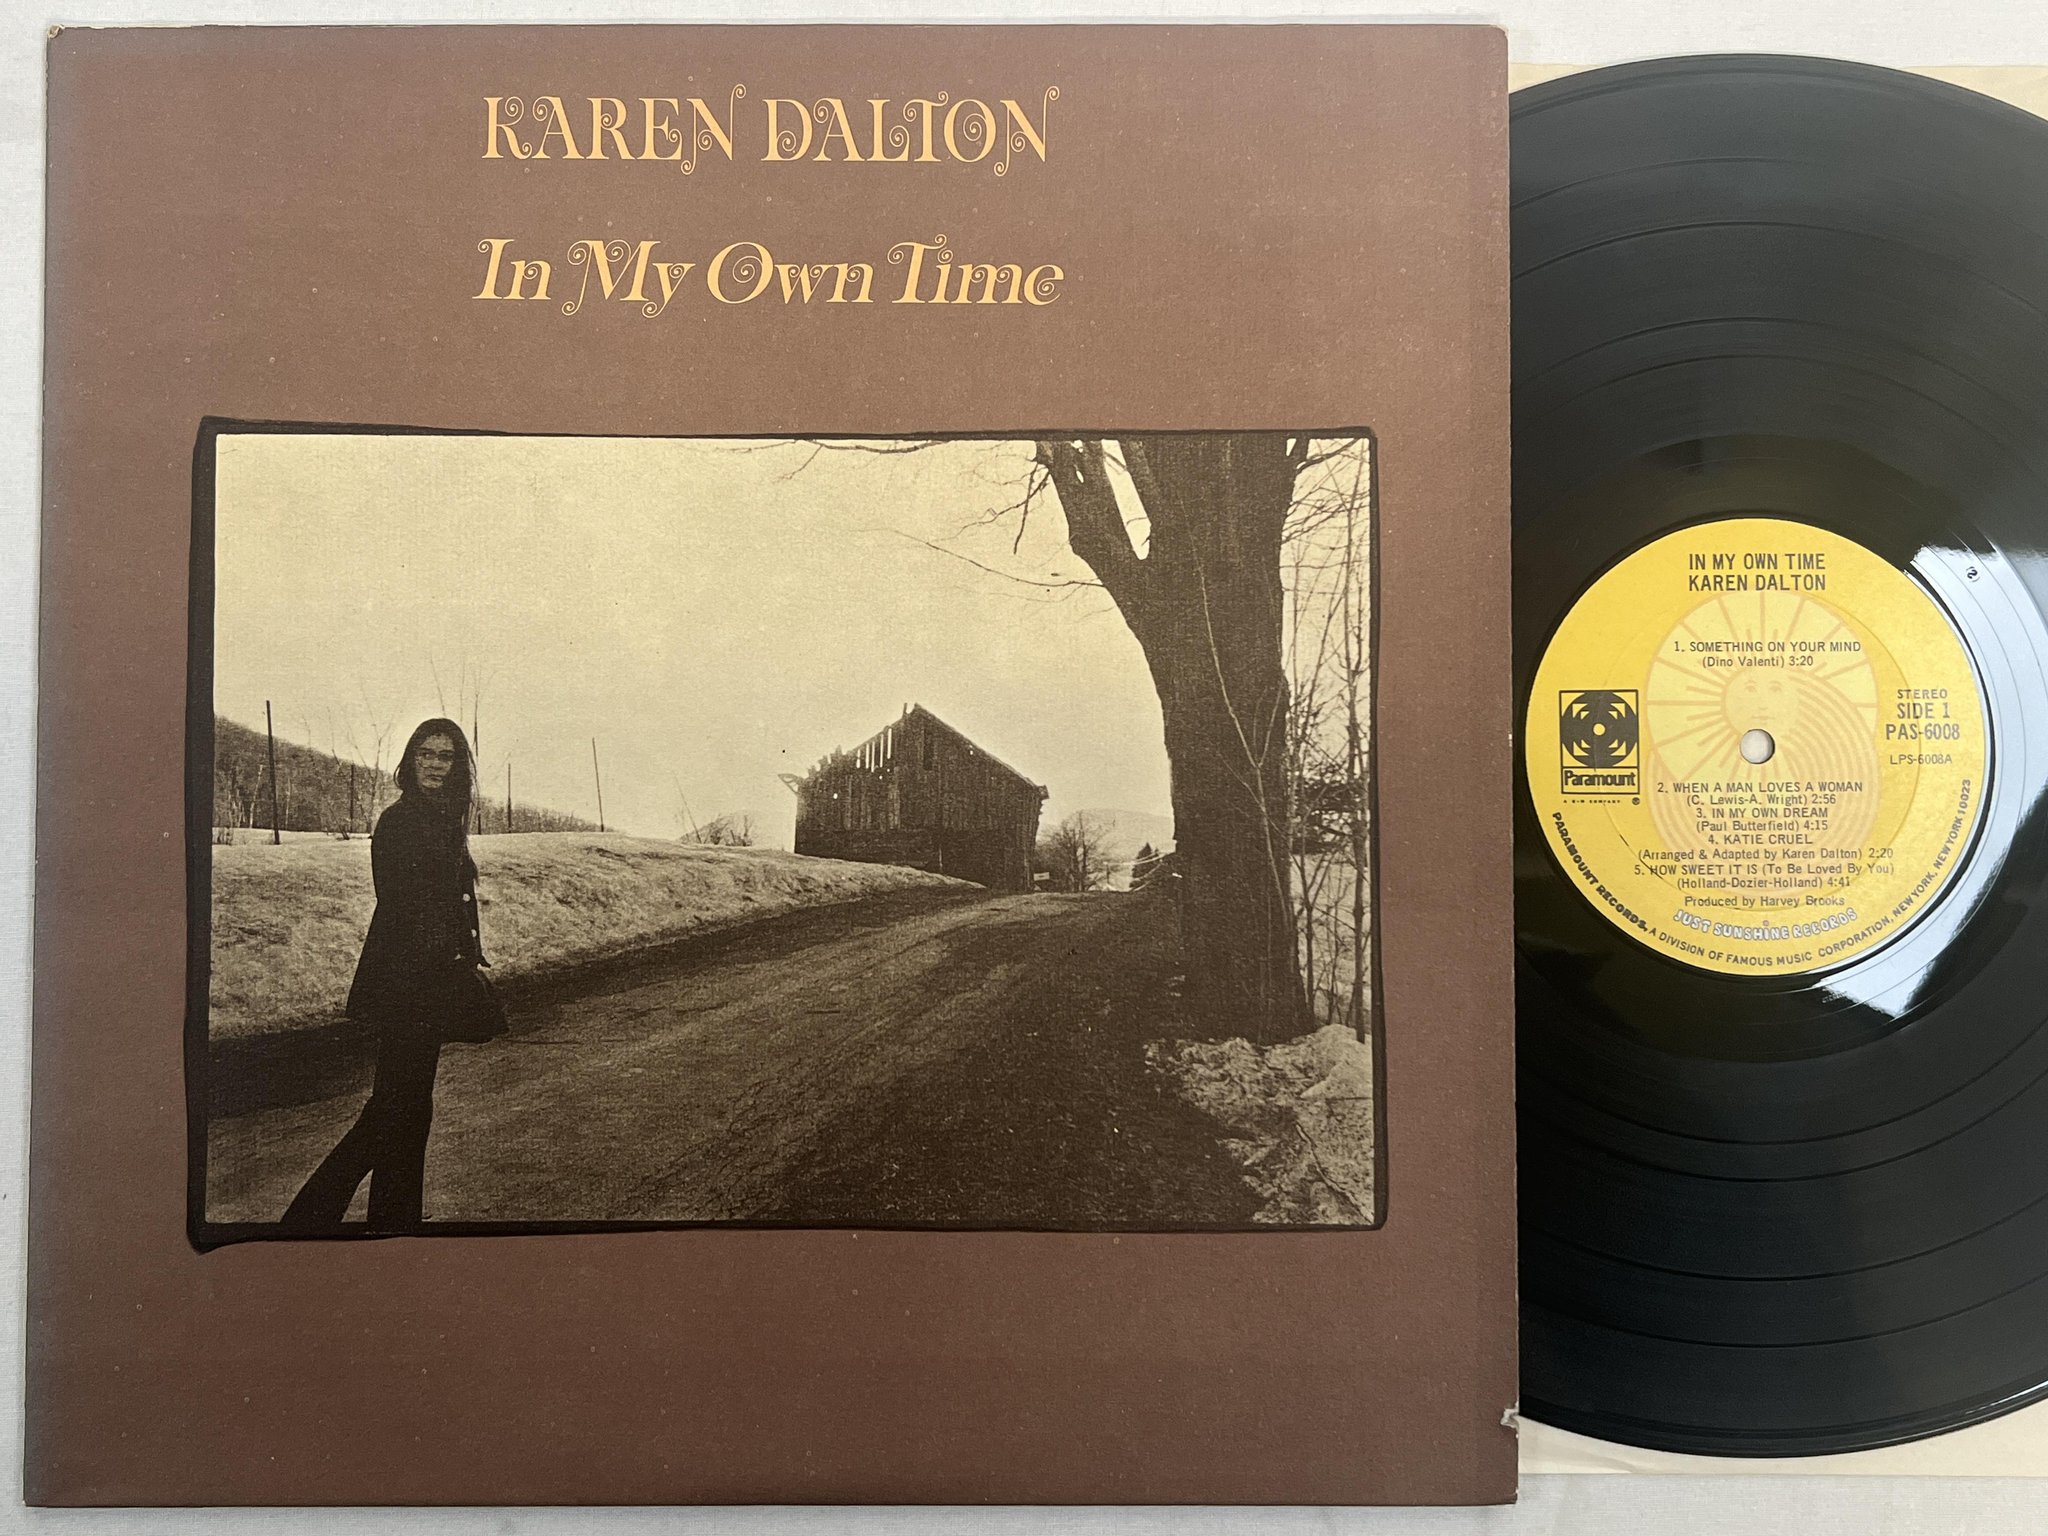 KAREN DALTON
In My Own Time
IN MY OWN TIME
KAREN DALTON
1. SOMETHING ON YOUR MIND
(Dino Valenti) 3:20
Paramount
A G+W COMPANY ®
STEREO
SIDE 1
PAS-6008
LPS-6008A
2. WHEN A MAN LOVES A WOMAN
(C. Lewis-A. Wright) 2:56
3. IN MY OWN DREAM
(Paul Butterfield) 4:15
4. KATIE CRUEL
(Arranged & Adapted by Karen Dalton) 2:20
5. HOW SWEET IT IS (To Be Loved By You)
(Holland-Dozier-Holland) 4:41
Produced by Harvey Brooks
JUST SUNSHINE RECORDS
PARAMOUNT RECORDS, A DIVISION OF FAMOUS MUSIC CORPORATION, NEW YORK, NEW YORK 10023